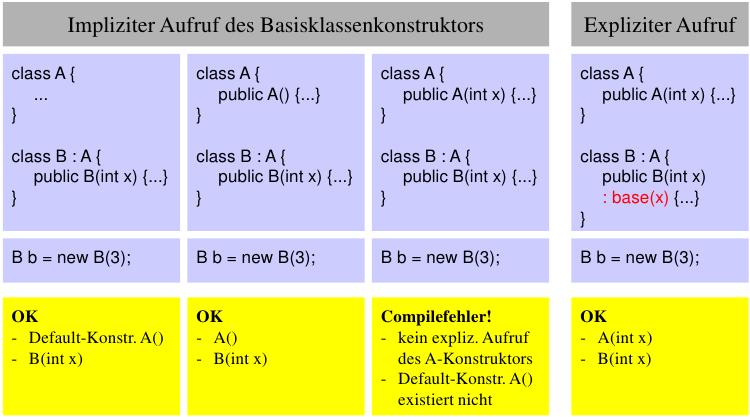 Impliziter Aufruf des Basisklassenkonstruktors
Expliziter Aufruf
class A {
...
}
class B : A {
public B(int x) {...}
}
class A {
public A() {...}
}
class B : A {
public B(int x) {...}
}
class A {
public A(int x) {...}
}
class B : A {
public B(int x) {...}
}
class A {
public A(int x) {...}
}
class B : A {
public B(int x)
: base(x) {...}
}
B b = new B(3);
B b = new B(3);
B b = new B(3);
B b = new B(3);
OK
- Default-Konstr. A()
- B(int x)
OK
- A()
- B(int x)
Compilefehler!
- kein expliz. Aufruf
des A-Konstruktors
- Default-Konstr. A()
existiert nicht
OK
- A(int x)
- B(int x)